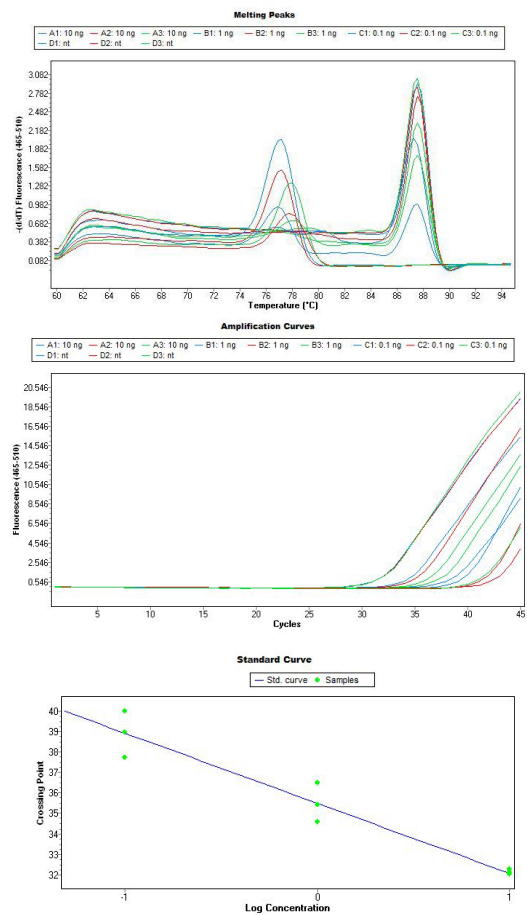 Melting Peaks
A1: 10 ng A2: 10 ng A3: 10 ng B1: 1 ng B2: 1 ng B3: 1 ng C1: 0.1 ng C2: 0.1 ng C3: 0.1 ng
D1: nt D2: nt D3: nt
-(d/dT) Fluorescence (465-510)
3.082
2.782
2.482
2.182
1.882
1.582
1.282
0.982
0.682
0.382
0.082
60 62 64 66 68 70 72 74 76 78 80 82 84 86 88 90 92 94
Temperature (°C)
Amplification Curves
A1: 10 ng A2: 10 ng A3: 10 ng B1: 1 ng B2: 1 ng B3: 1 ng C1: 0.1 ng C2: 0.1 ng C3: 0.1 ng
D1: nt D2: nt D3: nt
Fluorescence (465-510)
20.546
18.546
16.546
14.546
12.546
10.546
8.546
6.546
4.546
2.546
0.546
5 10 15 20 25 30 35 40 45
Cycles
Standard Curve
Std. curve Samples
Crossing Point
40
39
38
37
36
35
34
33
32
-1 0 1
Log Concentration